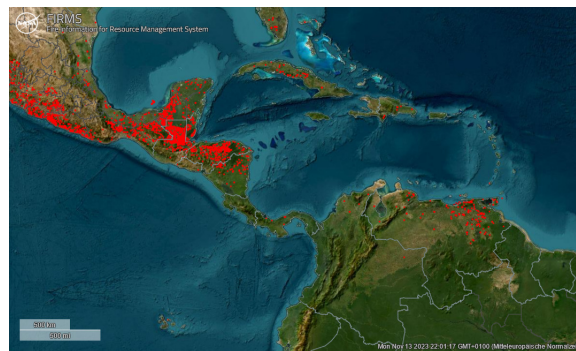 NASA
FIRMS
Fire Information for Resource Management System
500 km
500 mi
Mon Nov 13 2023 22:01:17 GMT+0100 (Mitteleuropäische Normalze